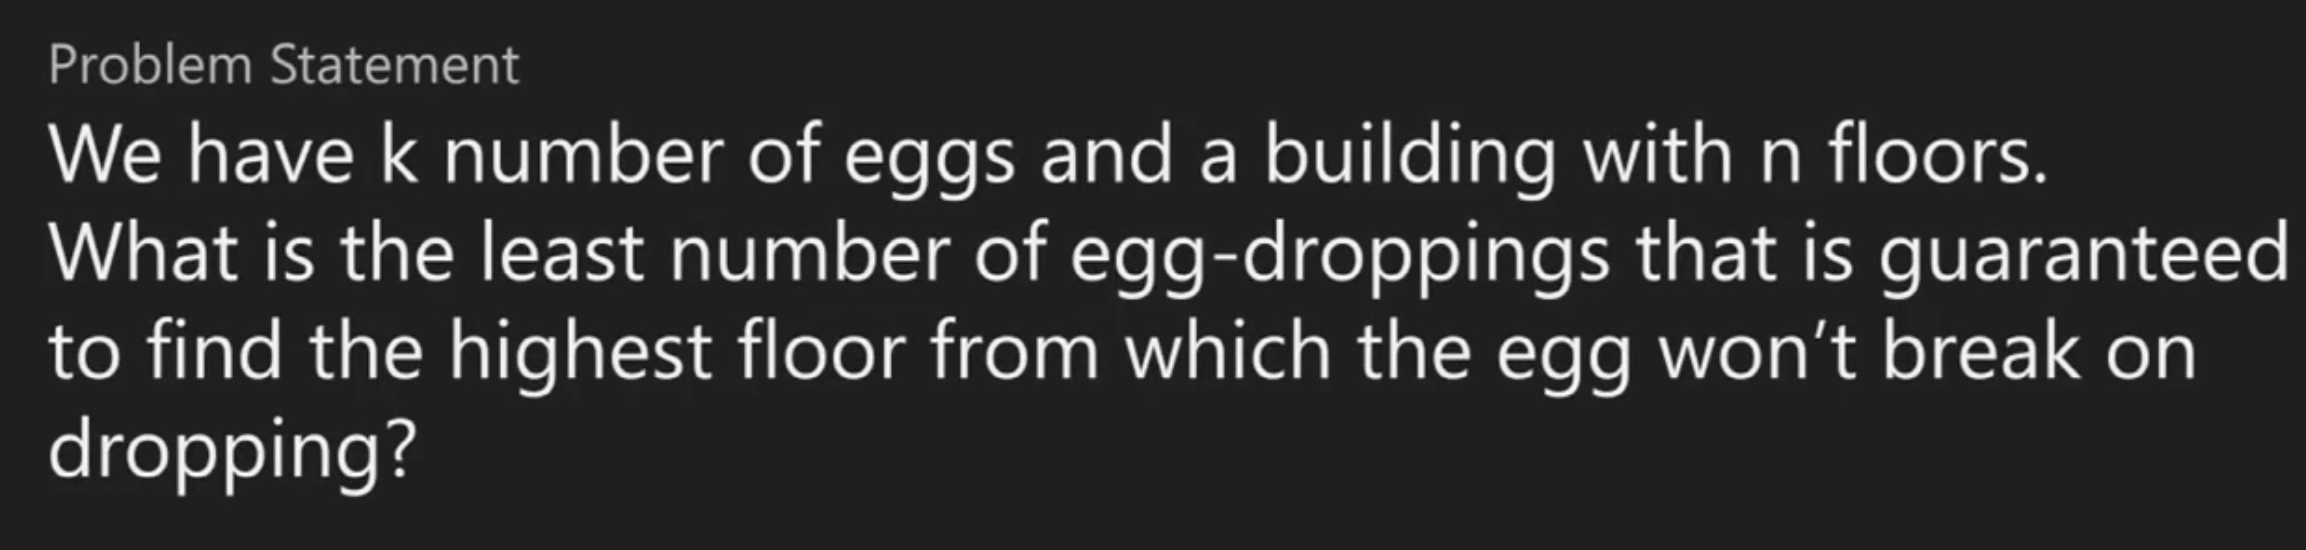 Problem Statement
We have k number of eggs and a building with n floors.
What is the least number of egg-droppings that is guaranteed
to find the highest floor from which the egg won’t break on
dropping?